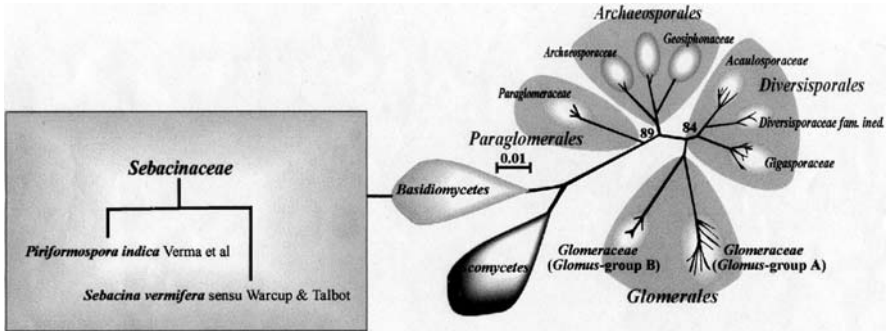 Archaeosporales
Geosiphonaceae
Archaeosporaceae
Acaulosporaceae
Diversisporales
Paraglomeraceae
Diversisporaceae fam. ined.
89
84
Paraglomerales
Gigasporaceae
0.01
Sebacinaceae
Basidiomycetes
Piriformospora indica Verma et al
Glomeraceae
(Glomus-group B)
Glomeraceae
(Glomus-group A)
comycetes
Sebacina vermifera sensu Warcup & Talbot
Glomerales